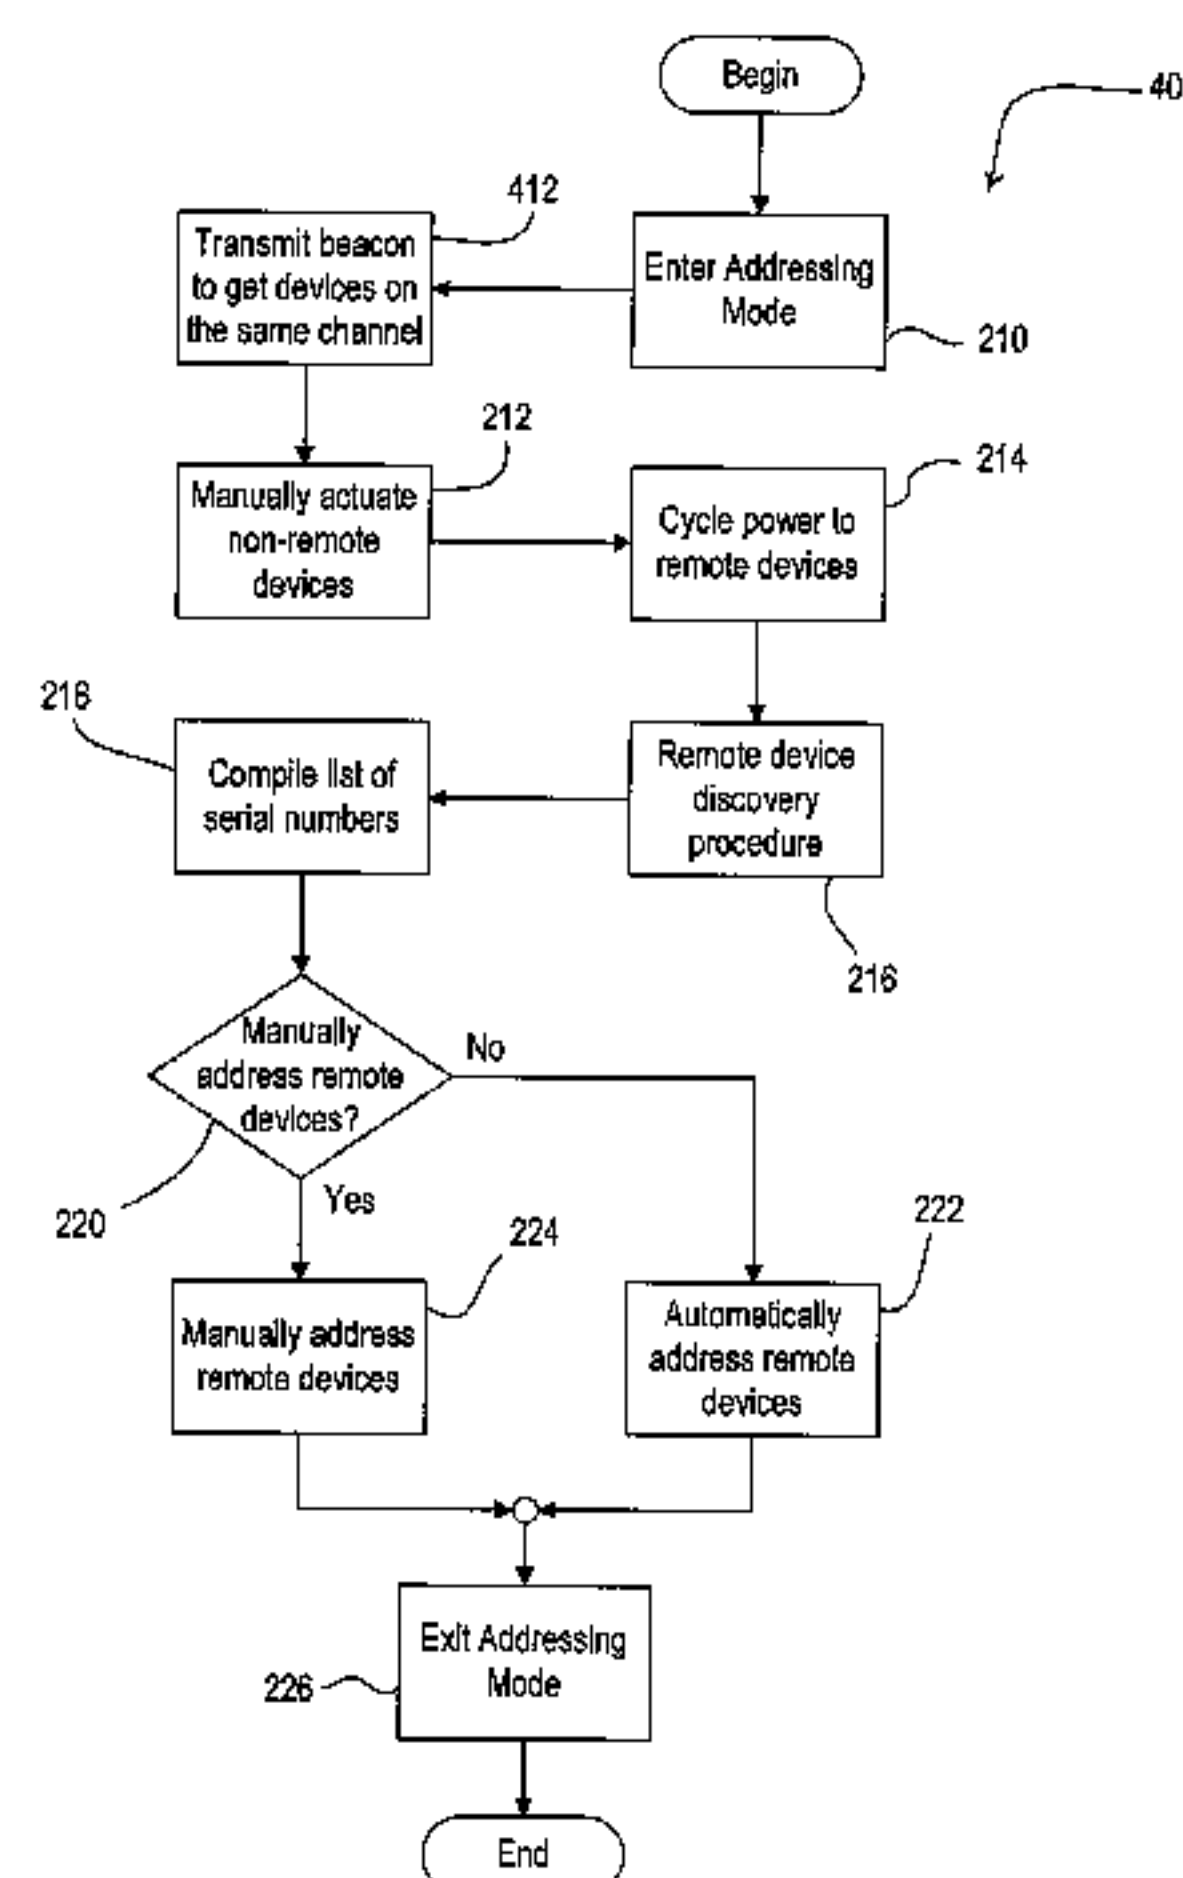 Begin
40
412
Transmit beacon
to get devices on
the same channel
Enter Addressing
Mode
210
212
214
Manually actuate
non-remote
devices
Cycle power to
remote devices
218
Compile list of
serial numbers
Remote device
discovery
procedure
216
Manually
address remote
devices?
No
220
Yes
224
222
Manually address
remote devices
Automatically
address remote
devices
Exit Addressing
Mode
226
End